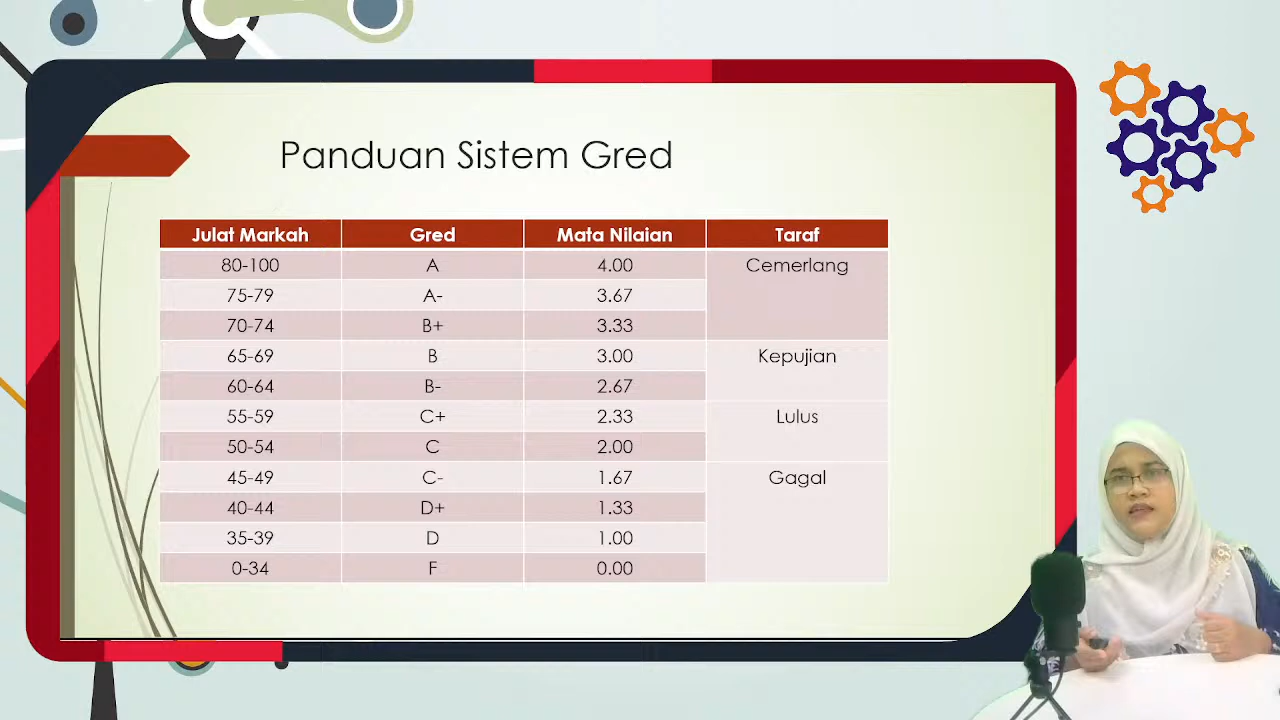 Panduan Sistem Gred
Julat Markah Gred Mata Nilaian Taraf
80-100 A 4.00 Cemerlang
75-79 A- 3.67
70-74 B+ 3.33
65-69 B 3.00 Kepujian
60-64 B- 2.67
55-59 C+ 2.33 Lulus
50-54 C 2.00
45-49 C- 1.67 Gagal
40-44 D+ 1.33
35-39 D 1.00
0-34 F 0.00